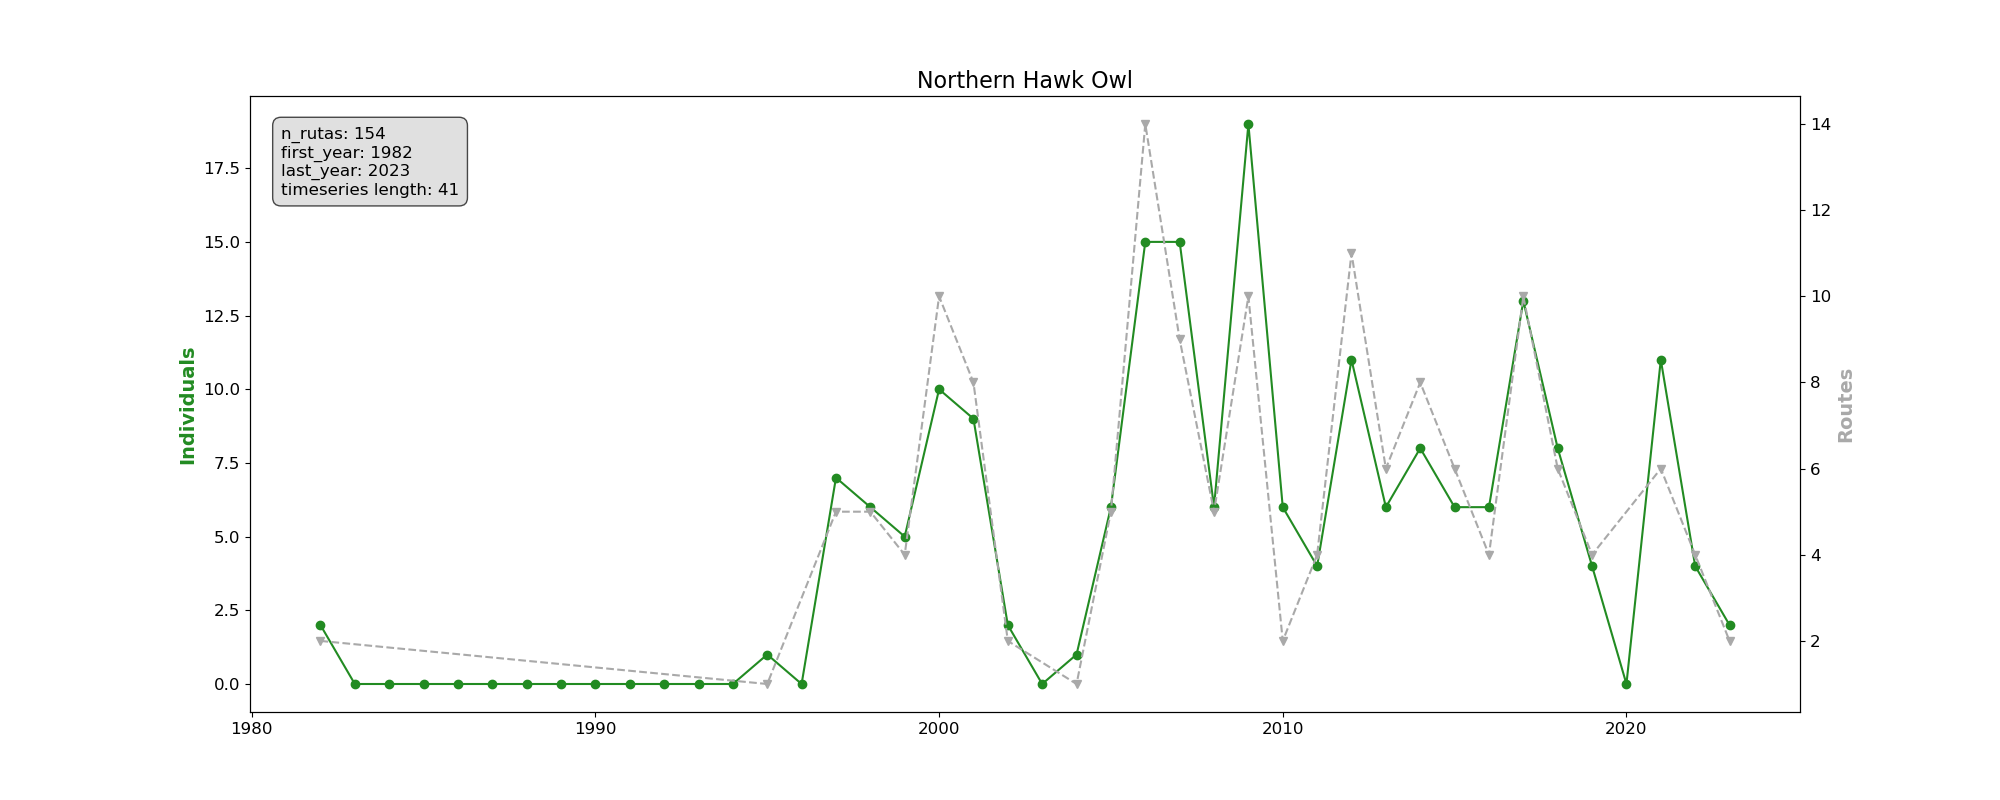 Northern Hawk Owl
n_rutas: 154
first_year: 1982
last_year: 2023
timeseries length: 41
17.5
15.0
12.5
10.0
7.5
5.0
2.5
0.0
Individuals
14
12
10
8
6
4
2
Routes
1980
1990
2000
2010
2020